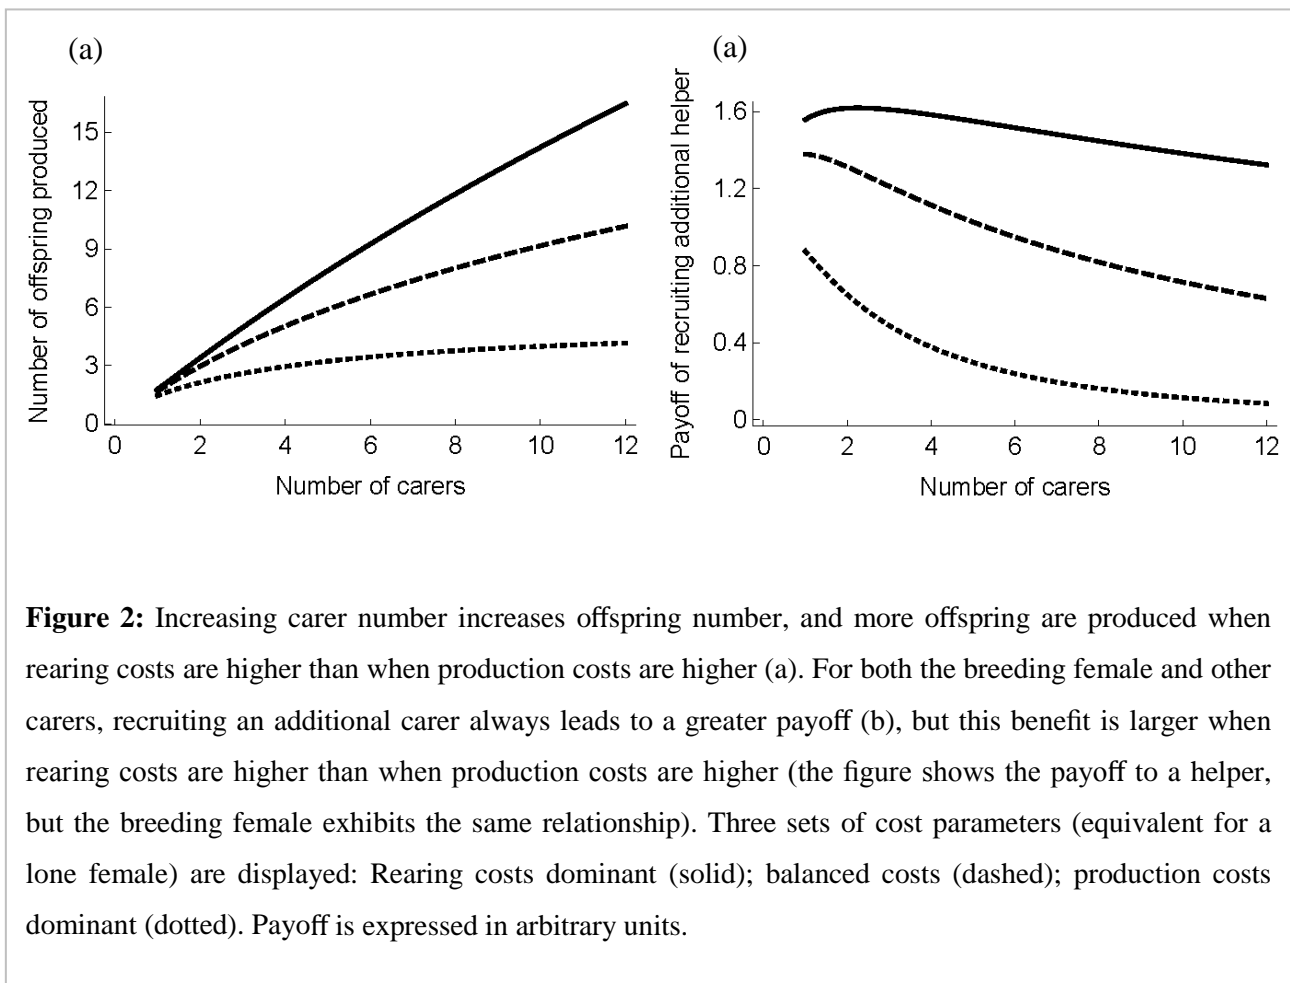 (a)
Number of offspring produced
15
12
9
6
3
0
0 2 4 6 8 10 12
Number of carers
(a)
Payoff of recruiting additional helper
1.6
1.2
0.8
0.4
0
0 2 4 6 8 10 12
Number of carers
Figure 2: Increasing carer number increases offspring number, and more offspring are produced when
rearing costs are higher than when production costs are higher (a). For both the breeding female and other
carers, recruiting an additional carer always leads to a greater payoff (b), but this benefit is larger when
rearing costs are higher than when production costs are higher (the figure shows the payoff to a helper,
but the breeding female exhibits the same relationship). Three sets of cost parameters (equivalent for a
lone female) are displayed: Rearing costs dominant (solid); balanced costs (dashed); production costs
dominant (dotted). Payoff is expressed in arbitrary units.